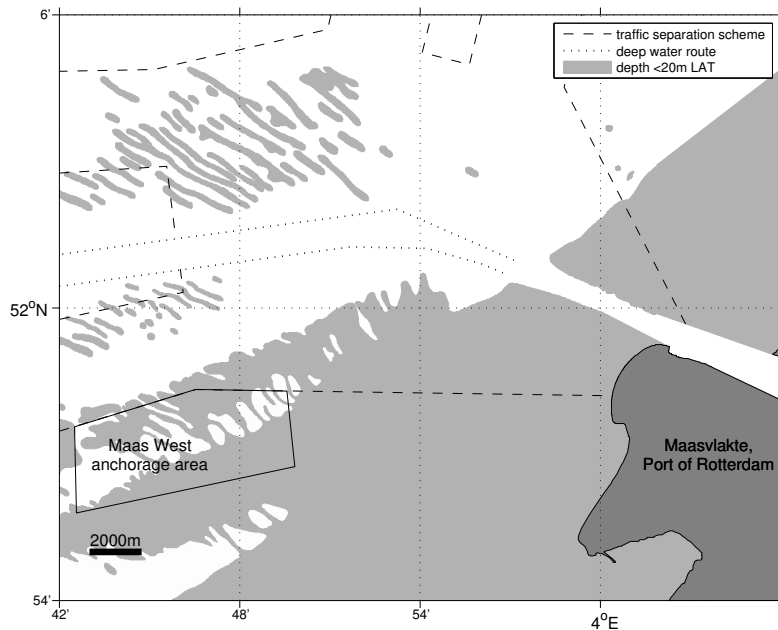 6'
traffic separation scheme
deep water route
depth <20m LAT
52°N
Maas West
anchorage area
Maasvlakte,
Port of Rotterdam
2000m
54'
42'
48'
54'
4°E